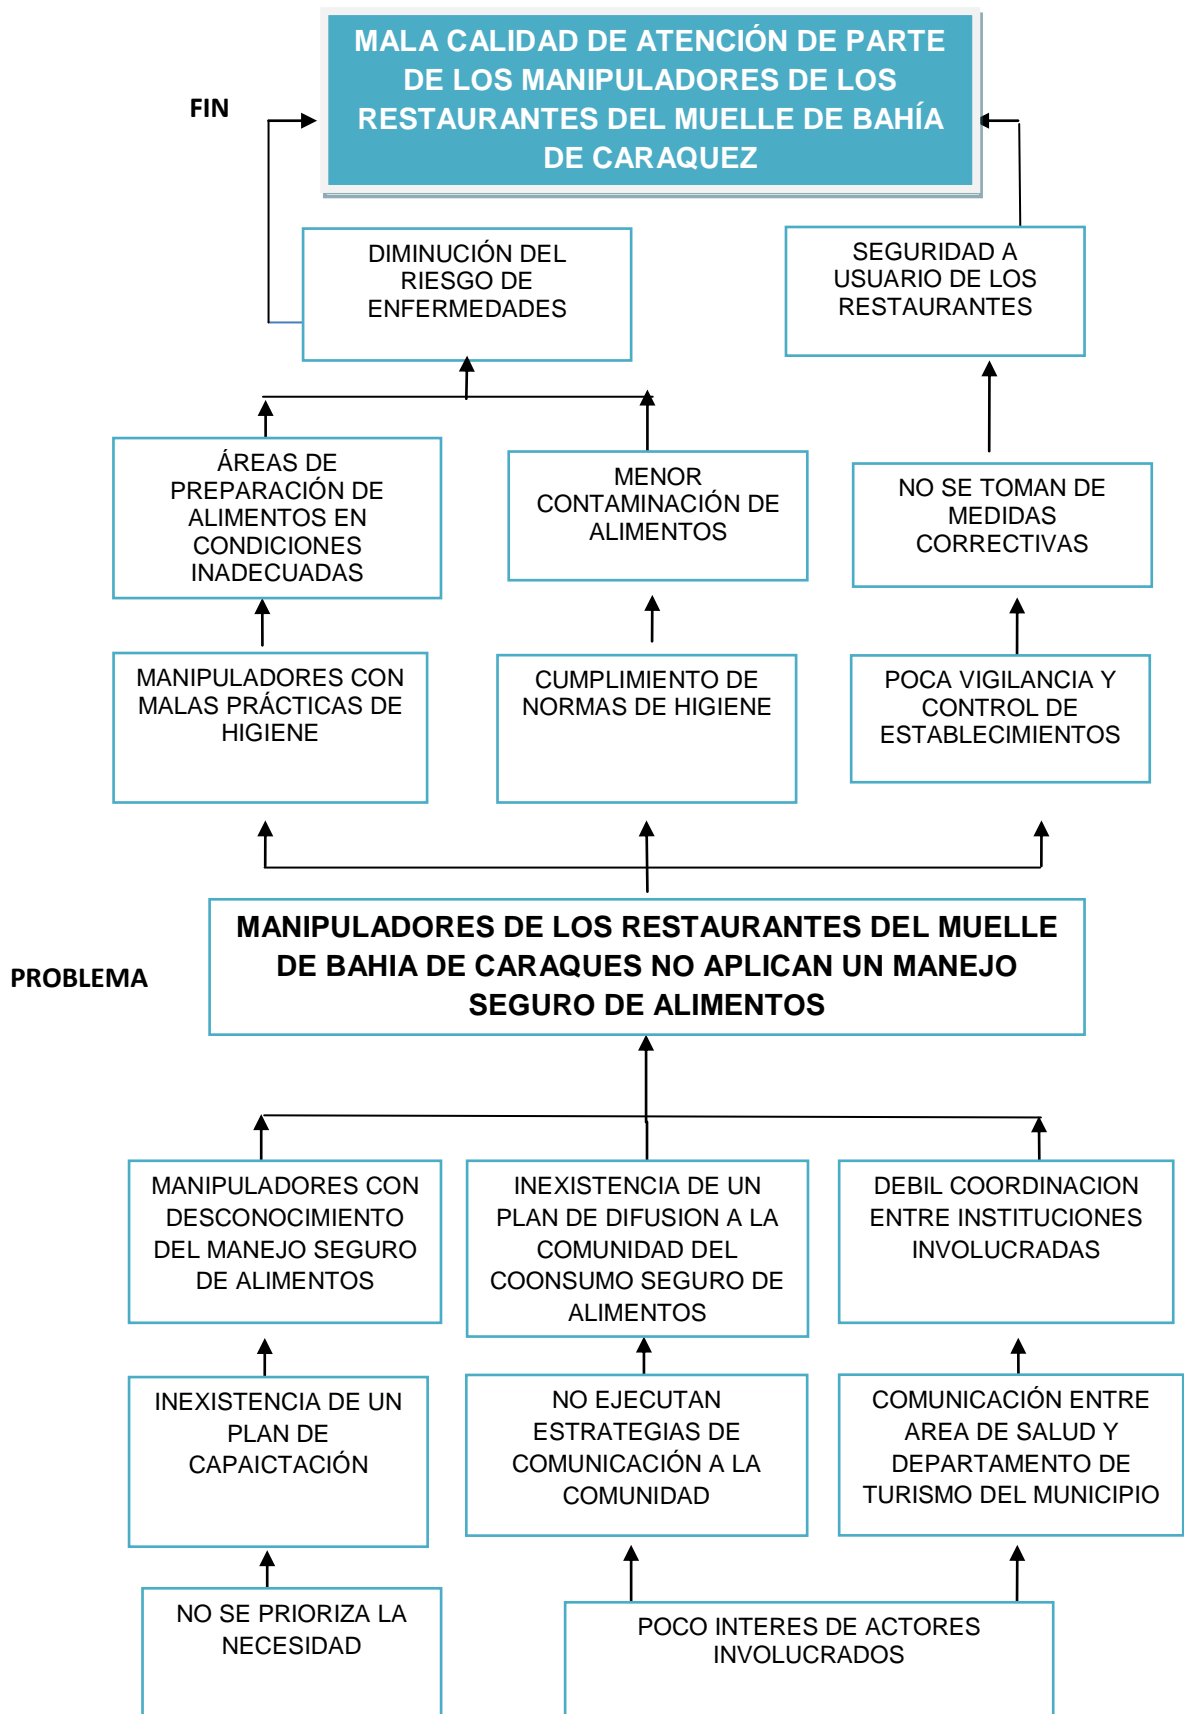 MALA CALIDAD DE ATENCIÓN DE PARTE
DE LOS MANIPULADORES DE LOS
RESTAURANTES DEL MUELLE DE BAHÍA
DE CARAQUEZ
FIN
DIMINUCIÓN DEL
RIESGO DE
ENFERMEDADES
SEGURIDAD A
USUARIO DE LOS
RESTAURANTES
ÁREAS DE
PREPARACIÓN DE
ALIMENTOS EN
CONDICIONES
INADECUADAS
MENOR
CONTAMINACIÓN DE
ALIMENTOS
NO SE TOMAN DE
MEDIDAS
CORRECTIVAS
MANIPULADORES CON
MALAS PRÁCTICAS DE
HIGIENE
CUMPLIMIENTO DE
NORMAS DE HIGIENE
POCA VIGILANCIA Y
CONTROL DE
ESTABLECIMIENTOS
MANIPULADORES DE LOS RESTAURANTES DEL MUELLE
DE BAHIA DE CARAQUES NO APLICAN UN MANEJO
SEGURO DE ALIMENTOS
PROBLEMA
MANIPULADORES CON
DESCONOCIMIENTO
DEL MANEJO SEGURO
DE ALIMENTOS
INEXISTENCIA DE UN
PLAN DE DIFUSION A LA
COMUNIDAD DEL
COONSUMO SEGURO DE
ALIMENTOS
DEBIL COORDINACION
ENTRE INSTITUCIONES
INVOLUCRADAS
INEXISTENCIA DE UN
PLAN DE
CAPAICTACIÓN
NO EJECUTAN
ESTRATEGIAS DE
COMUNICACIÓN A LA
COMUNIDAD
COMUNICACIÓN ENTRE
AREA DE SALUD Y
DEPARTAMENTO DE
TURISMO DEL MUNICIPIO
NO SE PRIORIZA LA
NECESIDAD
POCO INTERES DE ACTORES
INVOLUCRADOS